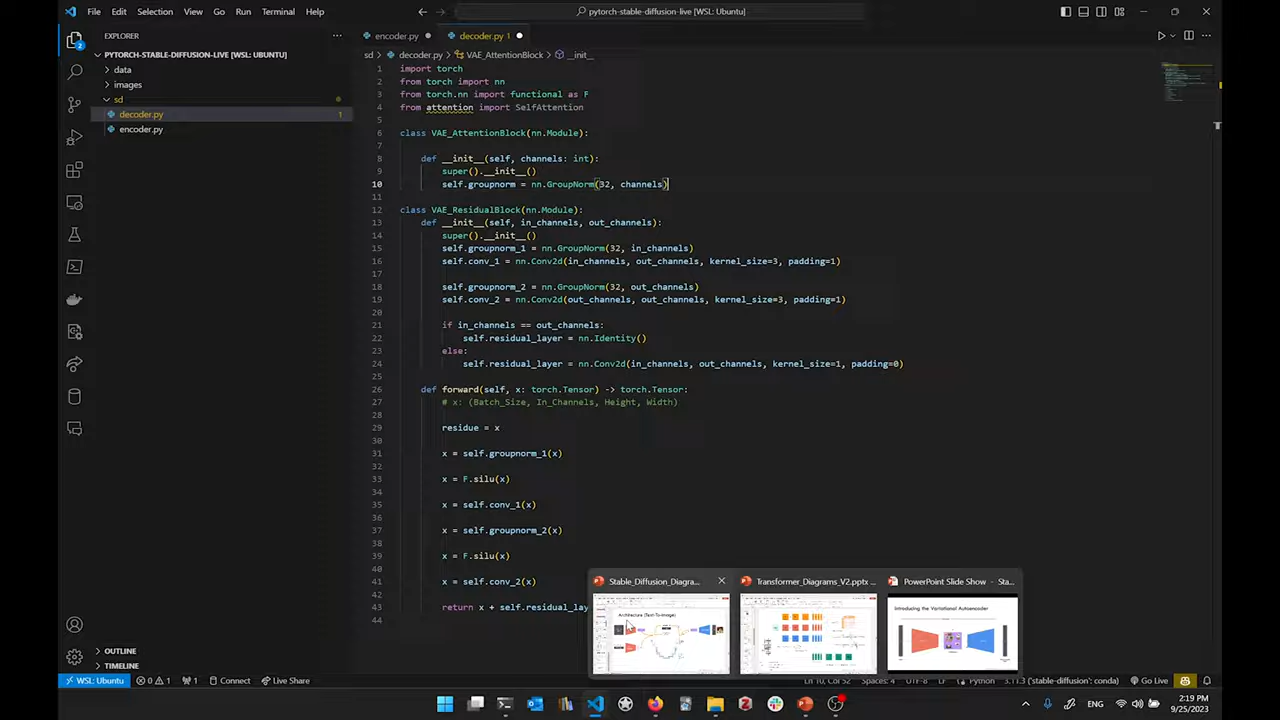 File Edit Selection View Go Run Terminal Help
pytorch-stable-diffusion-live [WSL: Ubuntu]
EXPLORER
PYTORCH-STABLE-DIFFUSION-LIVE [WSL: UBUNTU]
data
images
sd
decoder.py 1
encoder.py
OUTLINE
TIMELINE
encoder.py
decoder.py 1
sd > decoder.py > VAE_AttentionBlock > __init__
1 import torch
2 from torch import nn
3 from torch.nn import functional as F
4 from attention import SelfAttention
5
6 class VAE_AttentionBlock(nn.Module):
7
8 def __init__(self, channels: int):
9 super().__init__()
10 self.groupnorm = nn.GroupNorm(32, channels)
11
12 class VAE_ResidualBlock(nn.Module):
13 def __init__(self, in_channels, out_channels):
14 super().__init__()
15 self.groupnorm_1 = nn.GroupNorm(32, in_channels)
16 self.conv_1 = nn.Conv2d(in_channels, out_channels, kernel_size=3, padding=1)
17
18 self.groupnorm_2 = nn.GroupNorm(32, out_channels)
19 self.conv_2 = nn.Conv2d(out_channels, out_channels, kernel_size=3, padding=1)
20
21 if in_channels == out_channels:
22 self.residual_layer = nn.Identity()
23 else:
24 self.residual_layer = nn.Conv2d(in_channels, out_channels, kernel_size=1, padding=0)
25
26 def forward(self, x: torch.Tensor) -> torch.Tensor:
27 # x: (Batch_Size, In_Channels, Height, Width)
28
29 residue = x
30
31 x = self.groupnorm_1(x)
32
33 x = F.silu(x)
34
35 x = self.conv_1(x)
36
37 x = self.groupnorm_2(x)
38
39 x = F.silu(x)
40
41 x = self.conv_2(x)
42
43 return x + self.residual_lay
44
Stable_Diffusion_Diagra...
Transformer_Diagrams_V2.pptx ...
PowerPoint Slide Show - Sta...
Architecture (Text-To-Image)
Introducing the Variational Autoencoder
WSL: Ubuntu 0 1 1 Connect Live Share
Ln 10, Col 52 Spaces: 4 UTF-8 LF Python 3.11.3 ('stable-diffusion': conda) Go Live
ENG
2:19 PM
9/25/2023